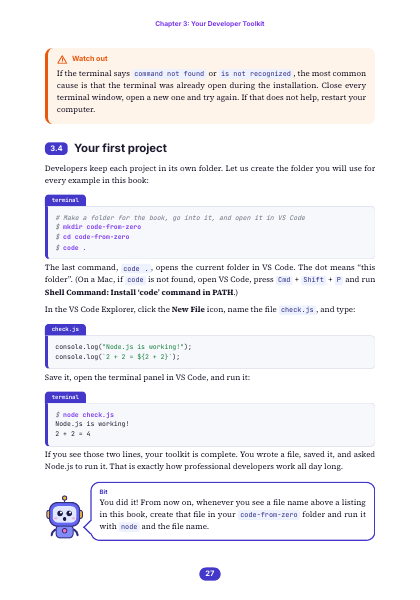 Chapter 3: Your Developer Toolkit
Watch out
If the terminal says command not found or is not recognized, the most common
cause is that the terminal was already open during the installation. Close every
terminal window, open a new one and try again. If that does not help, restart your
computer.
3.4 Your first project
Developers keep each project in its own folder. Let us create the folder you will use for
every example in this book:
terminal
# Make a folder for the book, go into it, and open it in VS Code
$ mkdir code-from-zero
$ cd code-from-zero
$ code .
The last command, code ., opens the current folder in VS Code. The dot means “this
folder”. (On a Mac, if code is not found, open VS Code, press Cmd + Shift + P and run
Shell Command: Install ‘code’ command in PATH.)
In the VS Code Explorer, click the New File icon, name the file check.js, and type:
check.js
console.log("Node.js is working!");
console.log(`2 + 2 = ${2 + 2}`);
Save it, open the terminal panel in VS Code, and run it:
terminal
$ node check.js
Node.js is working!
2 + 2 = 4
If you see those two lines, your toolkit is complete. You wrote a file, saved it, and asked
Node.js to run it. That is exactly how professional developers work all day long.
Bit
You did it! From now on, whenever you see a file name above a listing
in this book, create that file in your code-from-zero folder and run it
with node and the file name.
27